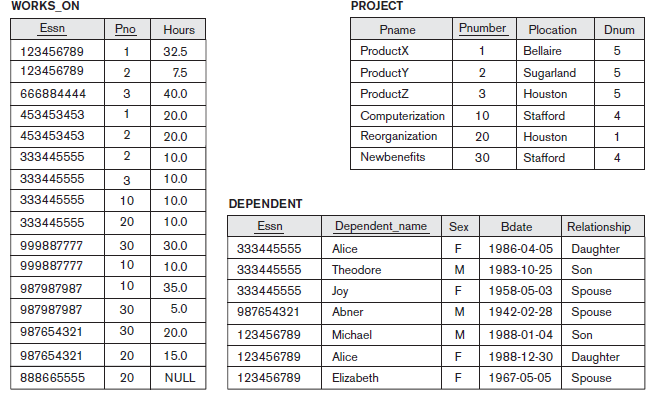 WORKS_ON
Essn Pno Hours
123456789 1 32.5
123456789 2 7.5
666884444 3 40.0
453453453 1 20.0
453453453 2 20.0
333445555 2 10.0
333445555 3 10.0
333445555 10 10.0
333445555 20 10.0
999887777 30 30.0
999887777 10 10.0
987987987 10 35.0
987987987 30 5.0
987654321 30 20.0
987654321 20 15.0
888665555 20 NULL
PROJECT
Pname Pnumber Plocation Dnum
ProductX 1 Bellaire 5
ProductY 2 Sugarland 5
ProductZ 3 Houston 5
Computerization 10 Stafford 4
Reorganization 20 Houston 1
Newbenefits 30 Stafford 4
DEPENDENT
Essn Dependent_name Sex Bdate Relationship
333445555 Alice F 1986-04-05 Daughter
333445555 Theodore M 1983-10-25 Son
333445555 Joy F 1958-05-03 Spouse
987654321 Abner M 1942-02-28 Spouse
123456789 Michael M 1988-01-04 Son
123456789 Alice F 1988-12-30 Daughter
123456789 Elizabeth F 1967-05-05 Spouse